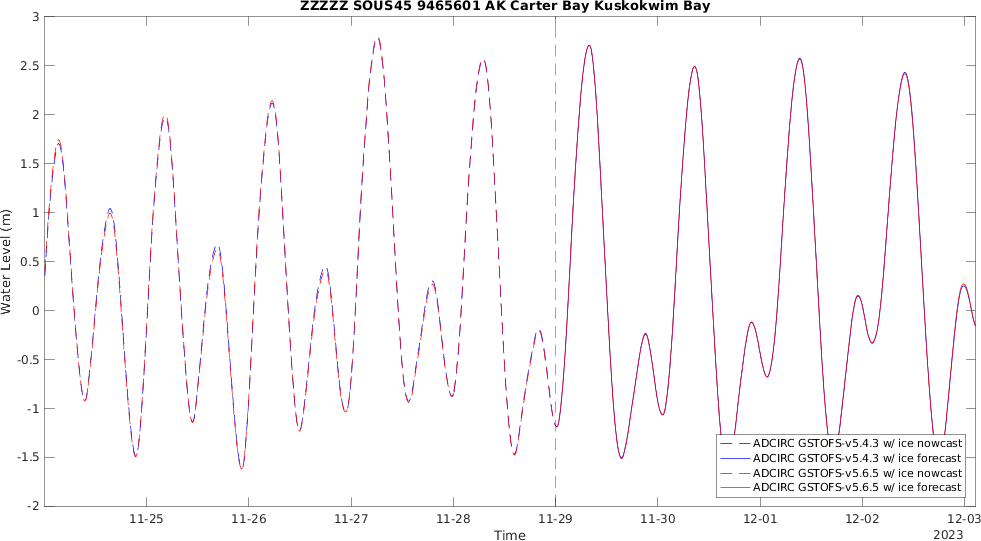 ZZZZZ SOUS45 9465601 AK Carter Bay Kuskokwim Bay
3
2.5
2
1.5
1
0.5
0
-0.5
-1
-1.5
-2
Water Level (m)
ADCIRC GSTOFS-v5.4.3 w/ ice nowcast
ADCIRC GSTOFS-v5.4.3 w/ ice forecast
ADCIRC GSTOFS-v5.6.5 w/ ice nowcast
ADCIRC GSTOFS-v5.6.5 w/ ice forecast
11-25 11-26 11-27 11-28 11-29 11-30 12-01 12-02 12-03
Time
2023